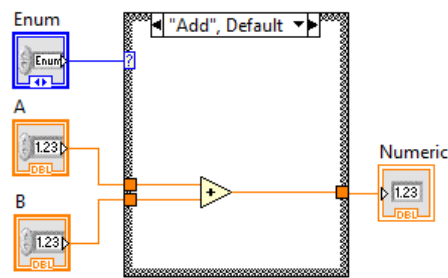 Enum
"Add", Default
Enum
?
A
1.23
DBL
B
1.23
DBL
+
Numeric
1.23
DBL